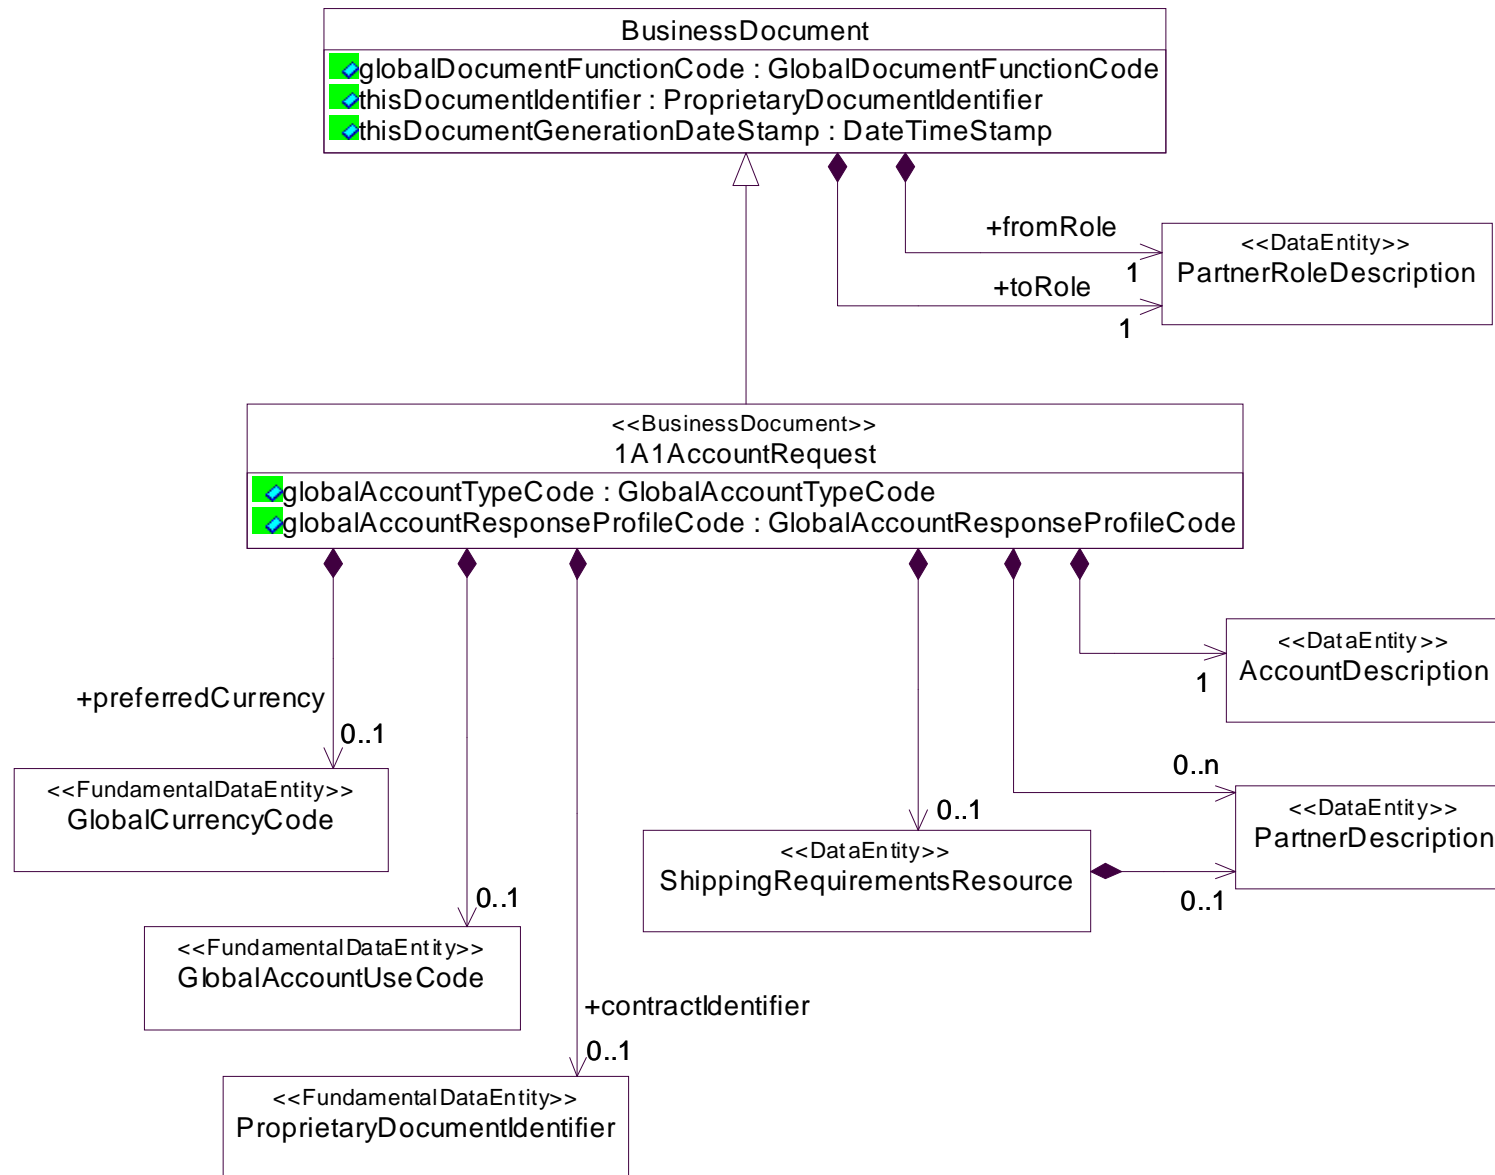 BusinessDocument
globalDocumentFunctionCode : GlobalDocumentFunctionCode
thisDocumentIdentifier : ProprietaryDocumentIdentifier
thisDocumentGenerationDateStamp : DateTimeStamp
+fromRole
1
+toRole
1
<<DataEntity>>
PartnerRoleDescription
<<BusinessDocument>>
1A1AccountRequest
globalAccountTypeCode : GlobalAccountTypeCode
globalAccountResponseProfileCode : GlobalAccountResponseProfileCode
<<DataEntity>>
AccountDescription
1
+preferredCurrency
0..1
<<FundamentalDataEntity>>
GlobalCurrencyCode
0..n
<<DataEntity>>
PartnerDescription
0..1
<<DataEntity>>
ShippingRequirementsResource
0..1
0..1
<<FundamentalDataEntity>>
GlobalAccountUseCode
+contractIdentifier
0..1
<<FundamentalDataEntity>>
ProprietaryDocumentIdentifier